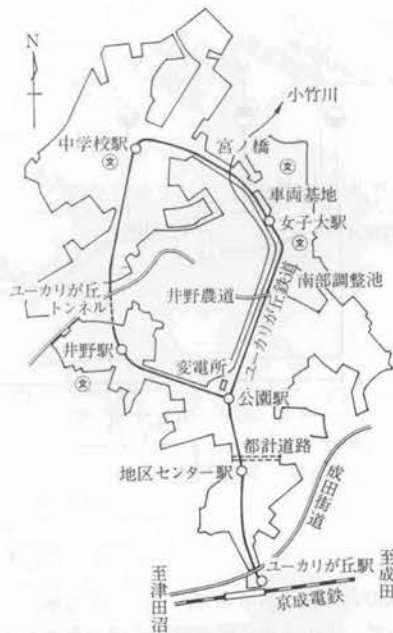 N
小竹川
宮ノ橋
中学校駅
文
文
車両基地
女子大駅
文
南部調整池
ユーカリが丘
トンネル
井野農道
ユーカリが丘鉄道
井野駅
変電所
文
公園駅
都計道路
地区センター駅
成田街道
ユーカリが丘駅
至成田
至津田沼
京成電鉄